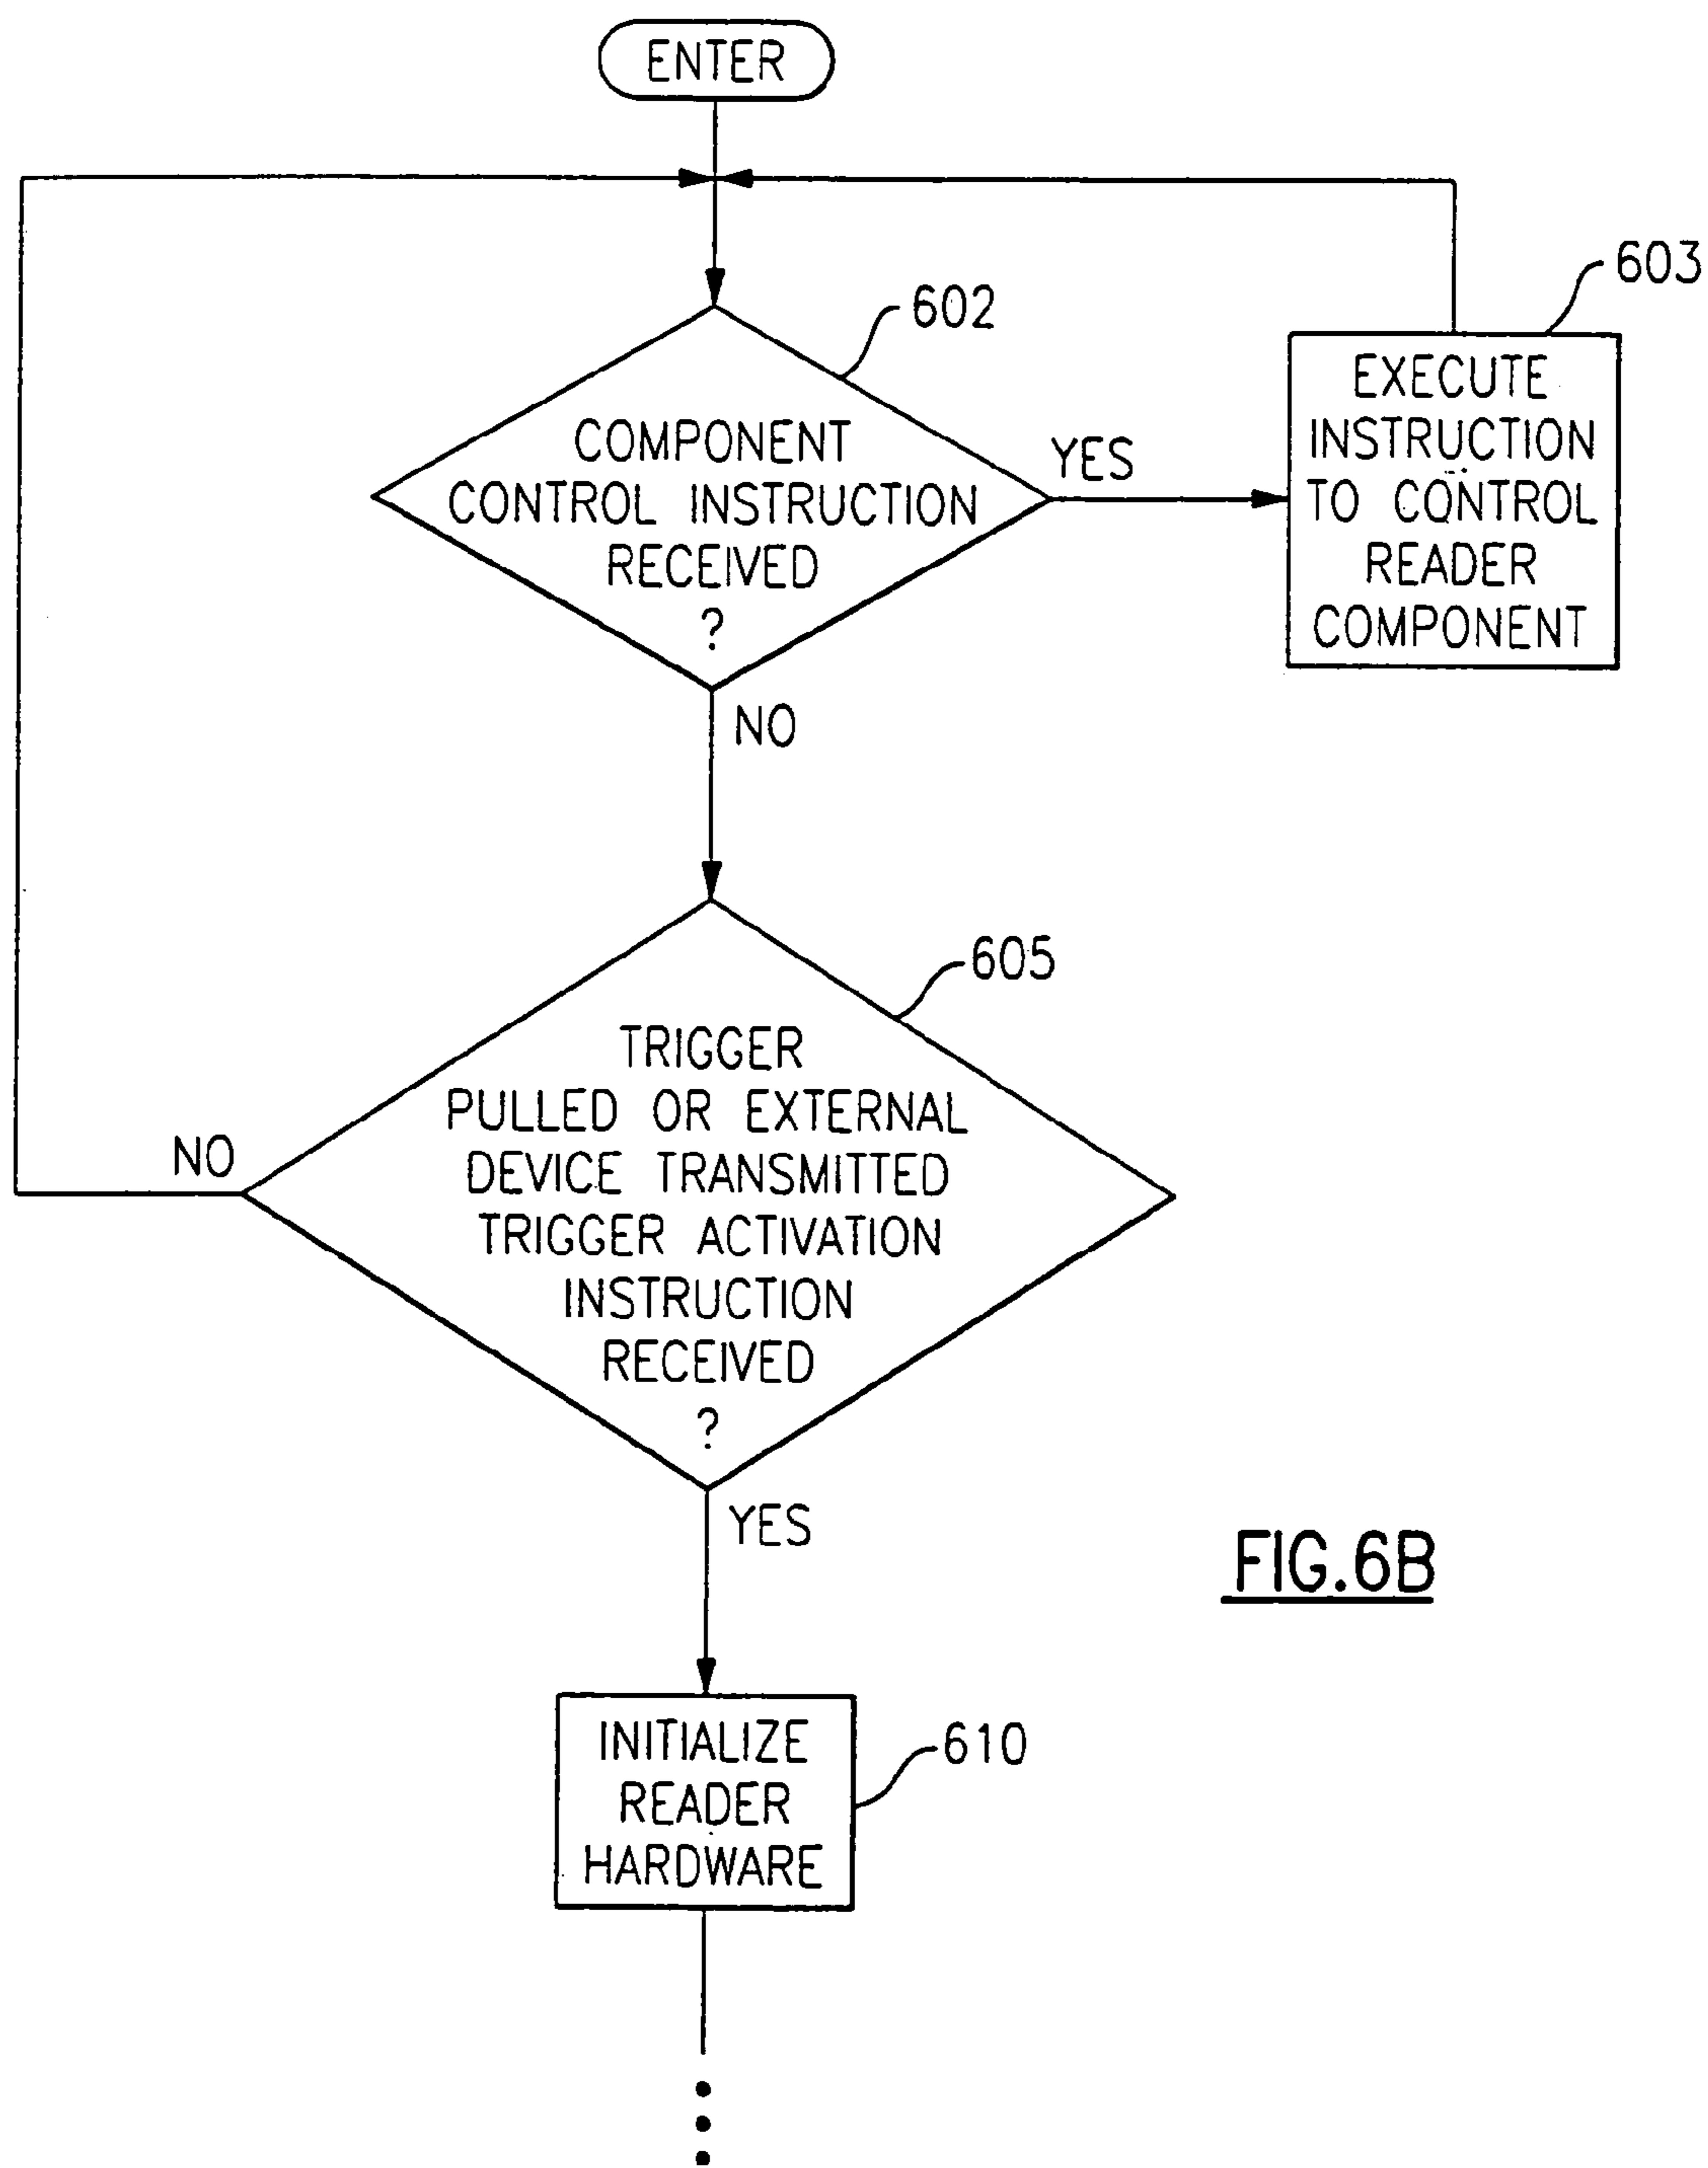 ENTER
602
603
COMPONENT
CONTROL INSTRUCTION
RECEIVED
?
YES
EXECUTE
INSTRUCTION
TO CONTROL
READER
COMPONENT
NO
605
TRIGGER
PULLED OR EXTERNAL
DEVICE TRANSMITTED
TRIGGER ACTIVATION
INSTRUCTION
RECEIVED
?
NO
YES
FIG.6B
INITIALIZE
READER
HARDWARE
610